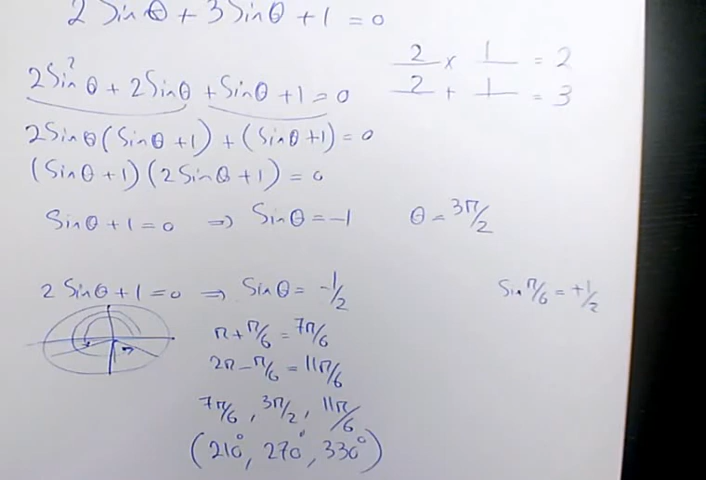 2 Sin θ + 3 Sinθ + 1 = 0
2 × 1 = 2
2 + 1 = 3
2Sin² θ + 2Sinθ + Sinθ + 1 = 0
2Sinθ (Sinθ + 1) + (Sinθ + 1) = 0
(Sinθ + 1) (2Sinθ + 1) = 0
Sinθ + 1 = 0 ⇒ Sinθ = -1 θ = 3π/2
2 Sinθ + 1 = 0 ⇒ Sinθ = -1/2 Sin π/6 = +1/2
π + π/6 = 7π/6
2π - π/6 = 11π/6
7π/6 , 3π/2 , 11π/6
(210°, 270°, 330°)